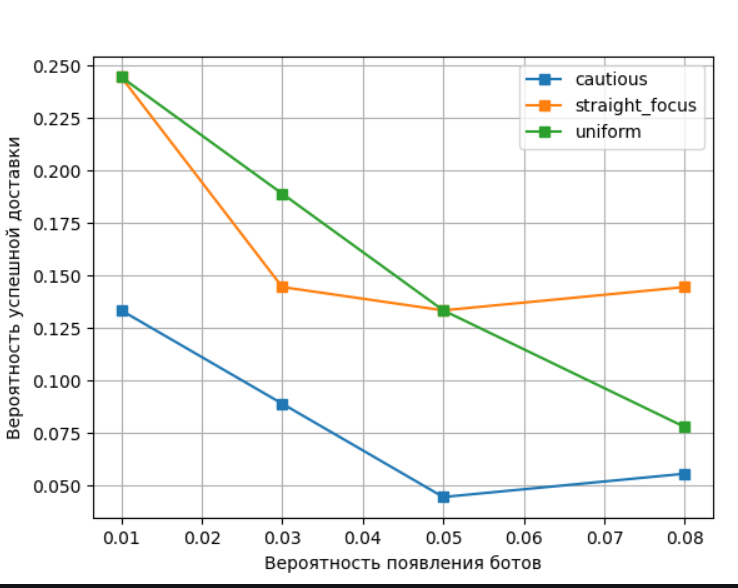 0.250
0.225
0.200
0.175
0.150
0.125
0.100
0.075
0.050
Вероятность успешной доставки
cautious
straight_focus
uniform
0.01 0.02 0.03 0.04 0.05 0.06 0.07 0.08
Вероятность появления ботов